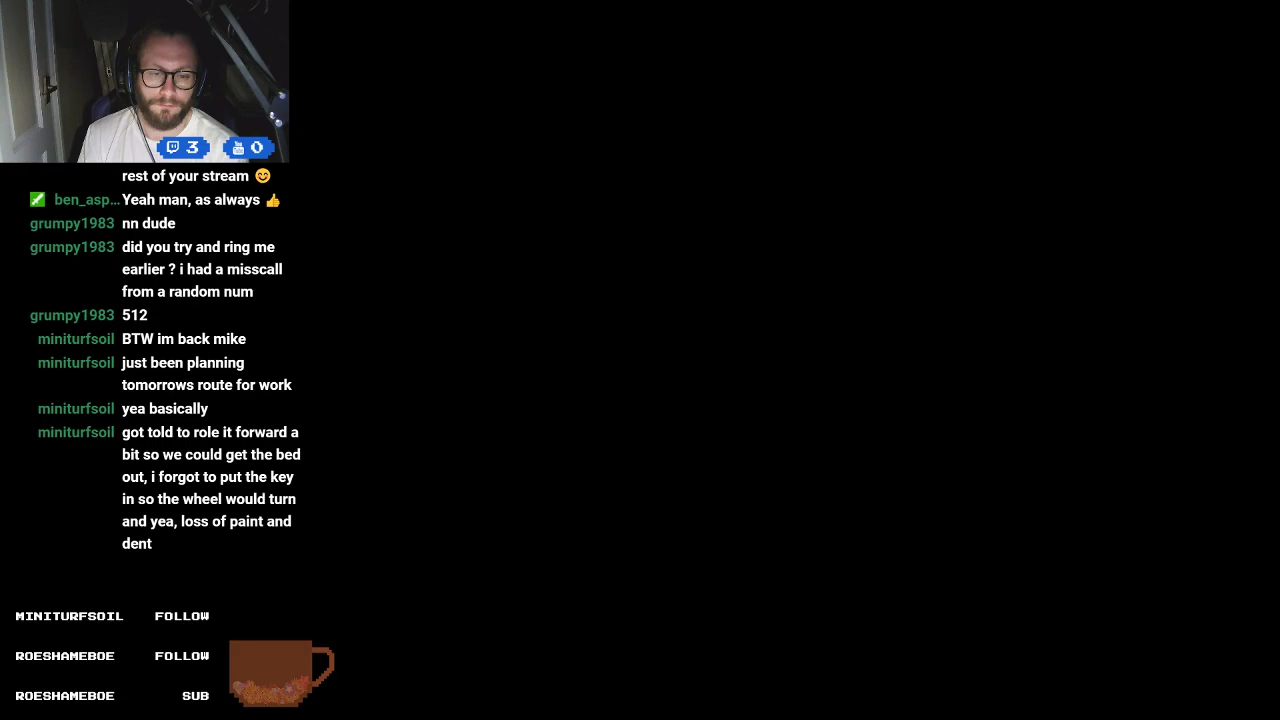 3 0
rest of your stream 😊
ben_asp... Yeah man, as always 👍
grumpy1983 nn dude
grumpy1983 did you try and ring me
earlier ? i had a misscall
from a random num
grumpy1983 512
miniturfsoil BTW im back mike
miniturfsoil just been planning
tomorrows route for work
miniturfsoil yea basically
miniturfsoil got told to role it forward a
bit so we could get the bed
out, i forgot to put the key
in so the wheel would turn
and yea, loss of paint and
dent
MINITURFSOIL FOLLOW
ROESHAMEBOE FOLLOW
ROESHAMEBOE SUB